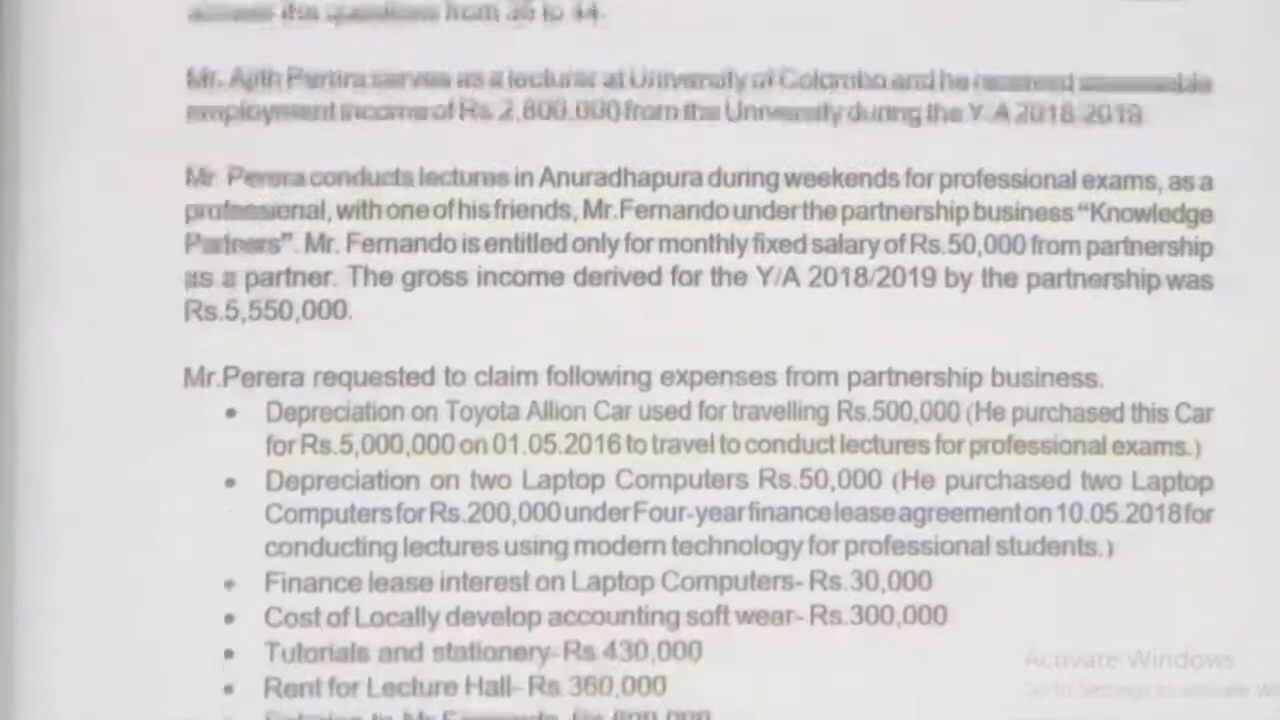 Mr. Ajith Perera serves as a lecturer at University of Colombo and he received
employment income of Rs. 2,800,000 from the University during the Y. A 2018 2019
Mr. Perera conducts lectures in Anuradhapura during weekends for professional exams, as a
professional, with one of his friends, Mr.Fernando under the partnership business “Knowledge
Partners”. Mr. Fernando is entitled only for monthly fixed salary of Rs.50,000 from partnership
as a partner. The gross income derived for the Y/A 2018/2019 by the partnership was
Rs.5,550,000.
Mr.Perera requested to claim following expenses from partnership business.
• Depreciation on Toyota Allion Car used for travelling Rs.500,000 (He purchased this Car
for Rs.5,000,000 on 01.05.2016 to travel to conduct lectures for professional exams.)
• Depreciation on two Laptop Computers Rs.50,000 (He purchased two Laptop
Computers for Rs.200,000 under Four-year finance lease agreement on 10.05.2018 for
conducting lectures using modern technology for professional students.)
• Finance lease interest on Laptop Computers- Rs.30,000
• Cost of Locally develop accounting soft wear- Rs.300,000
• Tutorials and stationery- Rs 430,000
• Rent for Lecture Hall- Rs 360,000
Activate Windows